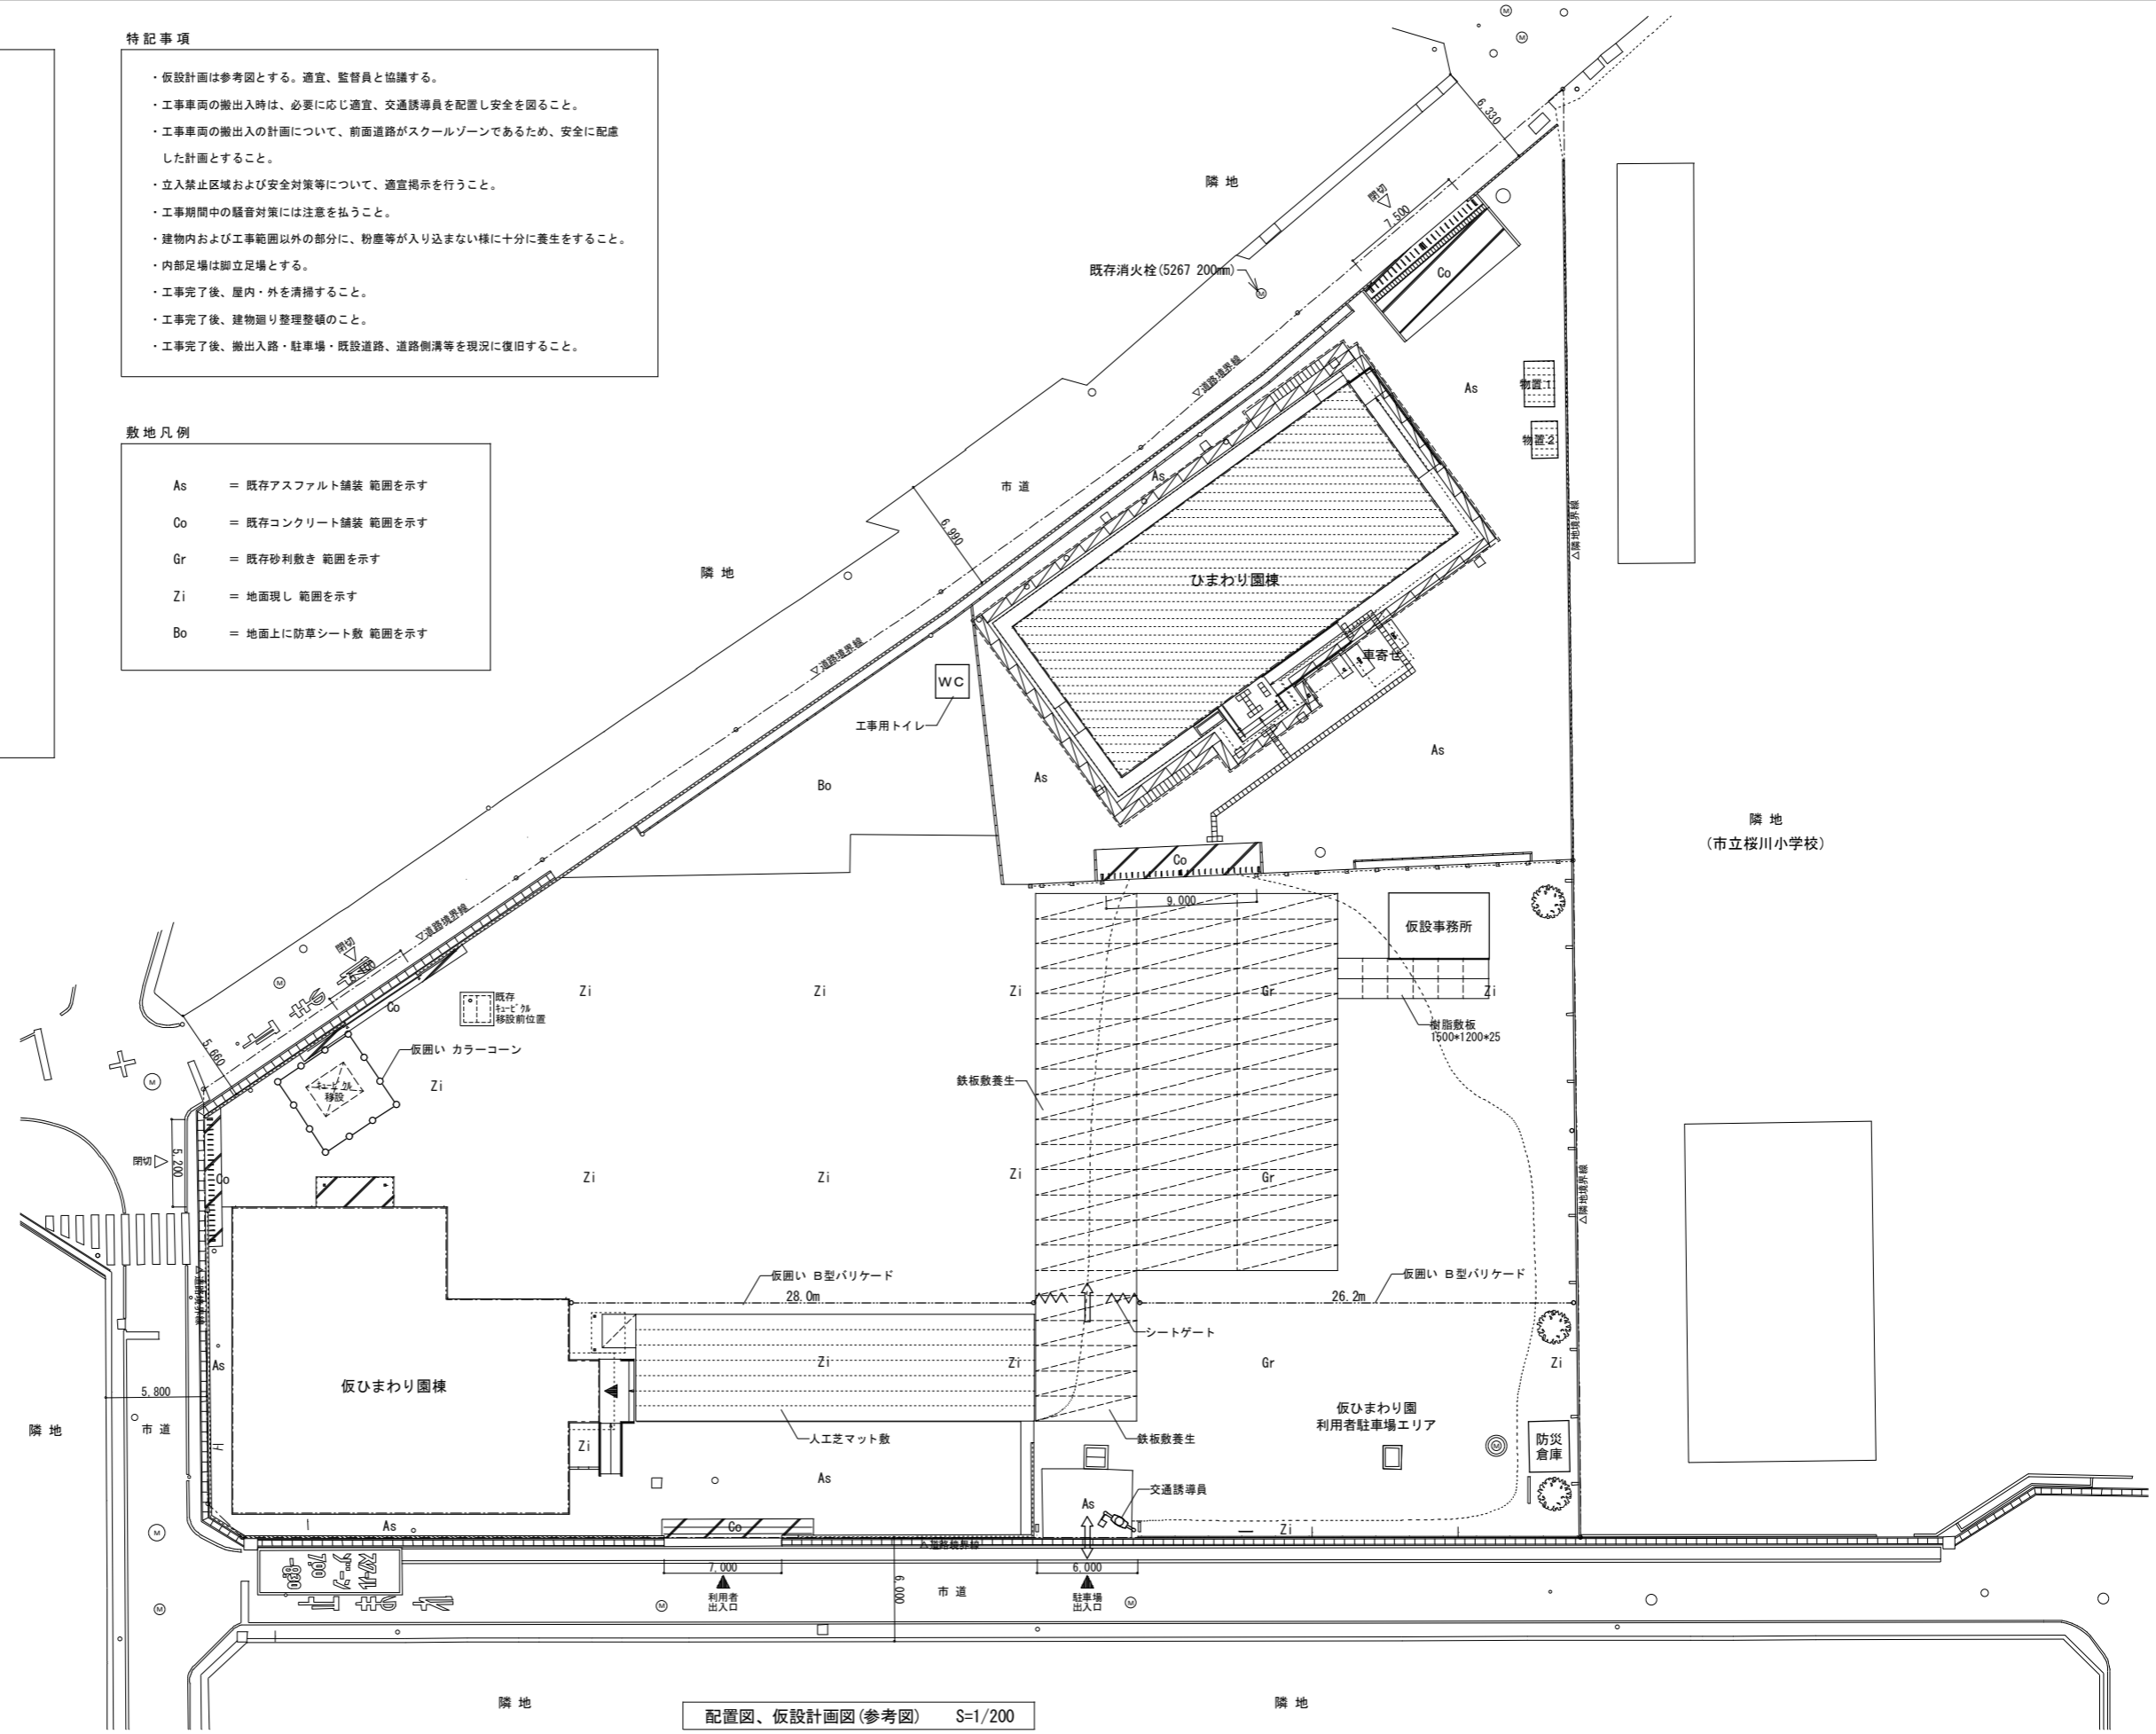 特記事項
・仮設計画は参考図とする。適宜、監督員と協議する。
・工事車両の搬出入時は、必要に応じ適宜、交通誘導員を配置し安全を図ること。
・工事車両の搬出入の計画について、前面道路がスクールゾーンであるため、安全に配慮
した計画とすること。
・立入禁止区域および安全対策等について、適宣掲示を行うこと。
・工事期間中の騒音対策には注意を払うこと。
・建物内および工事範囲以外の部分に、粉塵等が入り込まない様に十分に養生をすること。
・内部足場は脚立足場とする。
・工事完了後、屋内・外を清掃すること。
・工事完了後、建物廻り整理整頓のこと。
・工事完了後、搬出入路・駐車場・既設道路、道路側溝等を現況に復旧すること。
敷地凡例
As = 既存アスファルト舗装 範囲を示す
Co = 既存コンクリート舗装 範囲を示す
Gr = 既存砂利敷き 範囲を示す
Zi = 地面現し 範囲を示す
Bo = 地面上に防草シート敷 範囲を示す
6,330
隣地
閉切
7,500
既存消火栓(5267 200mm)
Co
▽道路境界線
As
物置1
物置2
市道
As
6,990
隣地
△隣地境界線
ひまわり園棟
▽道路境界線
車寄せ
WC
工事用トイレ
As
As
Bo
隣地
(市立桜川小学校)
Co
9,000
▽道路境界線
仮設事務所
閉切
Zi
Zi
Zi
Gr
Zi
既存
キュービクル
移設前位置
Co
樹脂敷板
1500*1200*25
5,660
仮囲い カラーコーン
キュービクル
移設
Zi
鉄板敷養生
閉切
5,200
Co
Zi
Zi
Zi
Gr
△隣地境界線
仮囲い B型バリケード
28.0m
仮囲い B型バリケード
26.2m
シートゲート
As
Zi
Zi
Gr
Zi
仮ひまわり園棟
5,800
隣地
市道
仮ひまわり園
利用者駐車場エリア
人工芝マット敷
鉄板敷養生
Zi
防災
倉庫
As
交通誘導員
As
As
Co
Zi
△道路境界線
スクール
ゾーン
7,000
利用者
出入口
6,000
市道
6,000
駐車場
出入口
隣地
隣地
配置図、仮設計画図(参考図) S=1/200